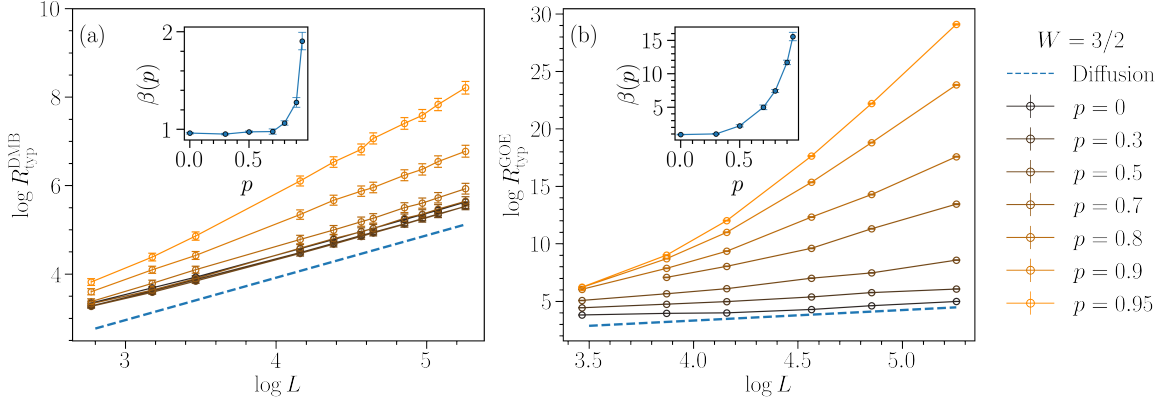 (a)
log R_typ^DMB
10
8
6
4
3
4
5
log L
β(p)
2
1
0.0
0.5
p
(b)
log R_typ^GOE
30
25
20
15
10
5
3.5
4.0
4.5
5.0
log L
β(p)
15
10
5
0.0
0.5
p
W = 3/2
Diffusion
p = 0
p = 0.3
p = 0.5
p = 0.7
p = 0.8
p = 0.9
p = 0.95